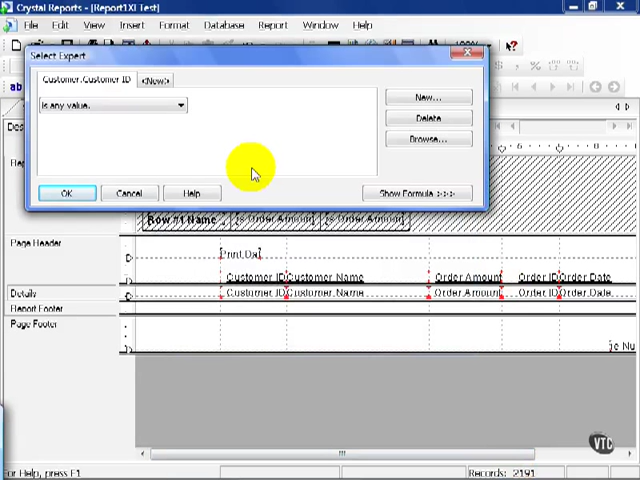 Crystal Reports - [Report1XI Test]
File Edit View Insert Format Database Report Window Help
Select Expert
Customer.Customer ID <New>
is any value.
New...
Delete
Browse...
OK Cancel Help Show Formula >>>
Row #1 Name [s Order Amount] [s Order Amount]
Page Header
[Print Da]
Customer ID Customer Name Order Amount Order ID Order Date
Details
Customer ID Customer Name Order Amount Order ID Order Date
Report Footer
Page Footer
je Nu
VTC
For Help, press F1 Records: 2191